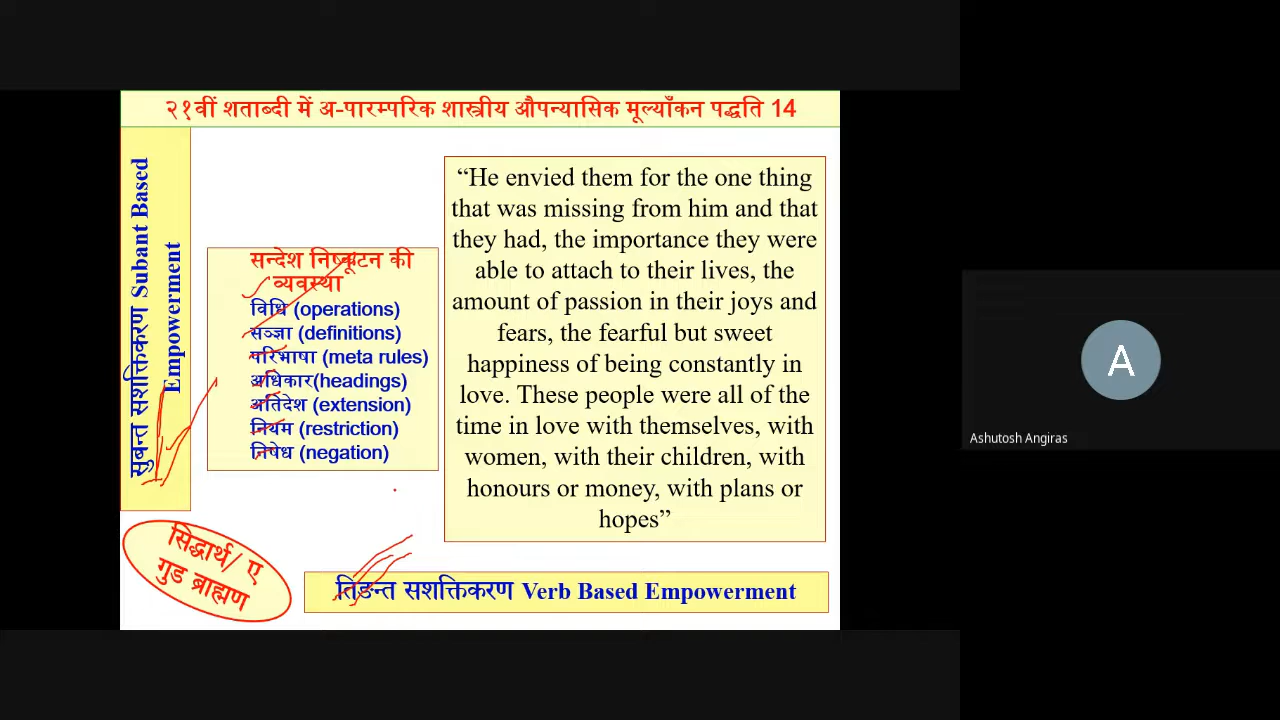 २१वीं शताब्दी में अ-पारम्परिक शास्त्रीय औपन्यासिक मूल्याँकन पद्धति 14
सुबन्त सशक्तिकरण Subant Based
Empowerment
सन्देश निष्कूटन की
व्यवस्था
विधि (operations)
सञ्ज्ञा (definitions)
परिभाषा (meta rules)
अधिकार(headings)
अतिदेश (extension)
नियम (restriction)
निषेध (negation)
“He envied them for the one thing
that was missing from him and that
they had, the importance they were
able to attach to their lives, the
amount of passion in their joys and
fears, the fearful but sweet
happiness of being constantly in
love. These people were all of the
time in love with themselves, with
women, with their children, with
honours or money, with plans or
hopes”
सिद्धार्थ/ ए
गुड ब्राह्मण
तिङन्त सशक्तिकरण Verb Based Empowerment
A
Ashutosh Angiras